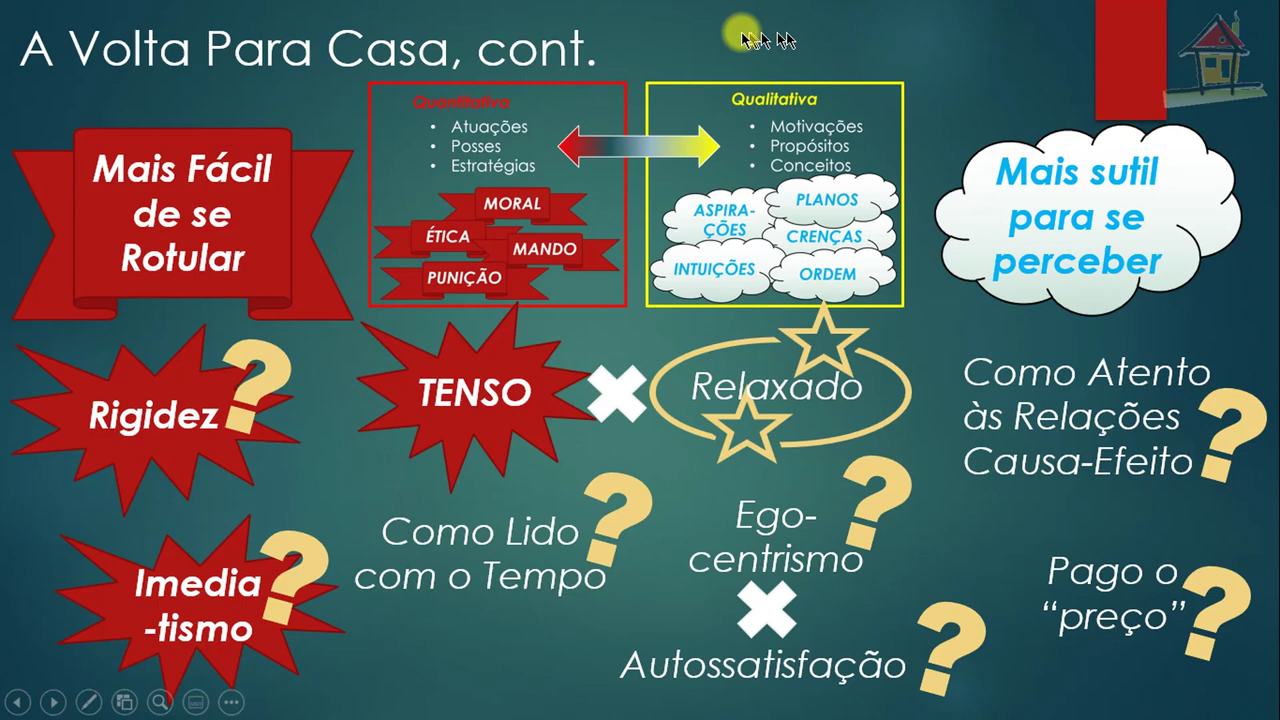 A Volta Para Casa, cont.
Mais Fácil
de se
Rotular
Quantitativa
• Atuações
• Posses
• Estratégias
MORAL
ÉTICA
MANDO
PUNIÇÃO
Qualitativa
• Motivações
• Propósitos
• Conceitos
ASPIRA-
ÇÕES
PLANOS
CRENÇAS
INTUIÇÕES
ORDEM
Mais sutil
para se
perceber
Rigidez
?
TENSO
Relaxado
Como Atento
às Relações
Causa-Efeito
?
Imedia
-tismo
?
Como Lido
com o Tempo
?
Ego-
centrismo
?
Autossatisfação
?
Pago o
“preço”
?